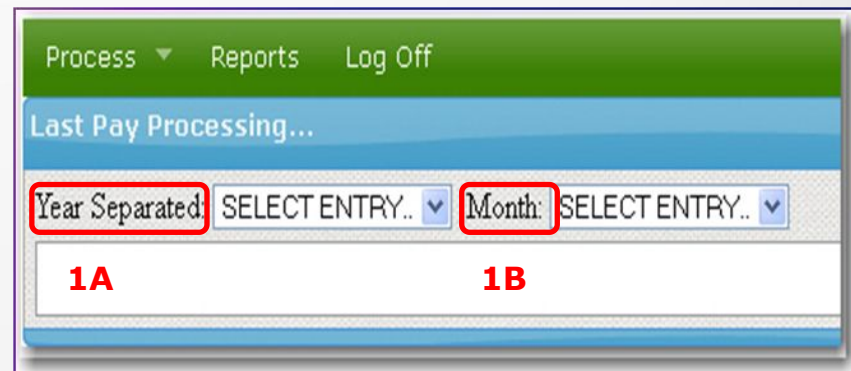 Process Reports Log Off
Last Pay Processing...
Year Separated: SELECT ENTRY.. Month: SELECT ENTRY..
1A 1B